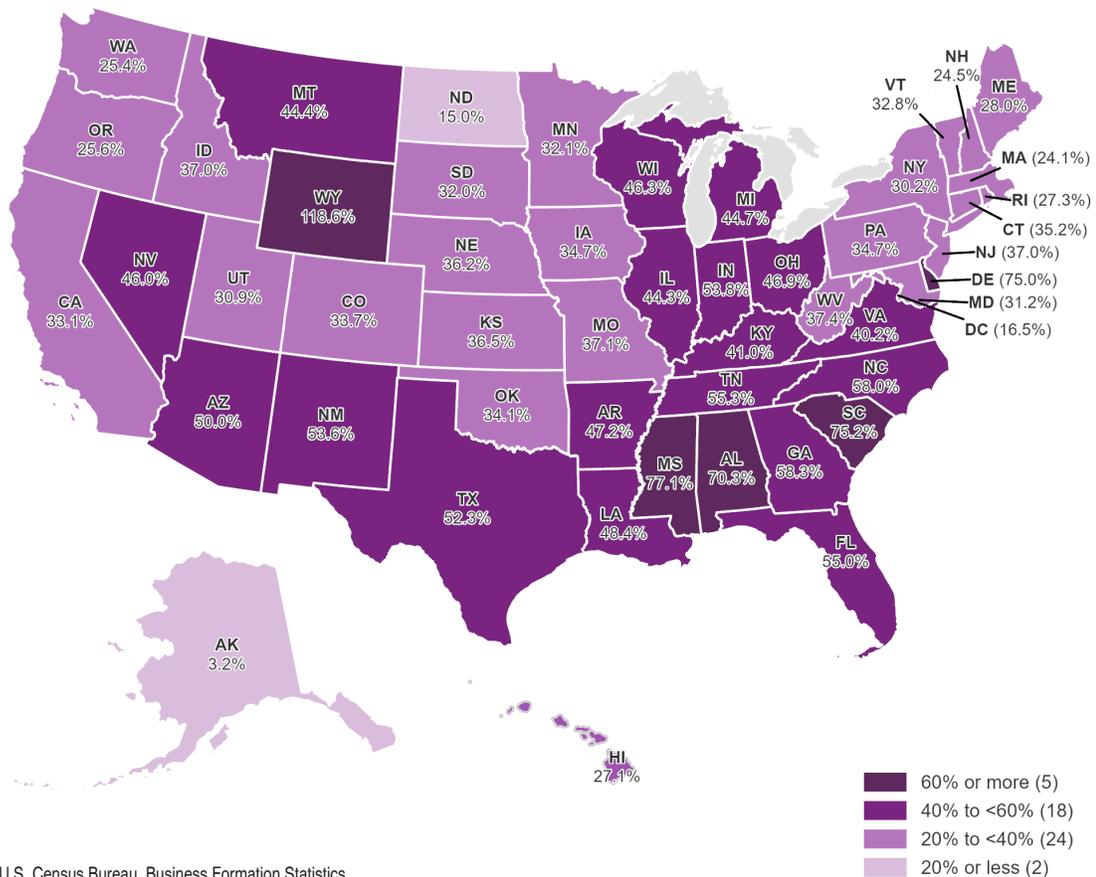 WA
25.4%
MT
44.4%
ND
15.0%
MN
32.1%
VT
32.8%
NH
24.5%
ME
28.0%
OR
25.6%
ID
37.0%
WY
118.6%
SD
32.0%
WI
46.3%
MI
44.7%
NY
30.2%
MA (24.1%)
RI (27.3%)
CT (35.2%)
NJ (37.0%)
DE (75.0%)
MD (31.2%)
DC (16.5%)
NV
46.0%
UT
30.9%
CO
33.7%
NE
36.2%
IA
34.7%
IL
44.3%
IN
53.8%
OH
46.9%
PA
34.7%
WV
37.4%
VA
40.2%
CA
33.1%
KS
36.5%
MO
37.1%
KY
41.0%
NC
58.0%
TN
55.3%
AZ
50.0%
NM
53.6%
OK
34.1%
AR
47.2%
SC
75.2%
MS
77.1%
AL
70.3%
GA
58.3%
TX
52.3%
LA
48.4%
FL
55.0%
AK
3.2%
HI
27.1%
60% or more (5)
40% to <60% (18)
20% to <40% (24)
20% or less (2)
U.S. Census Bureau, Business Formation Statistics